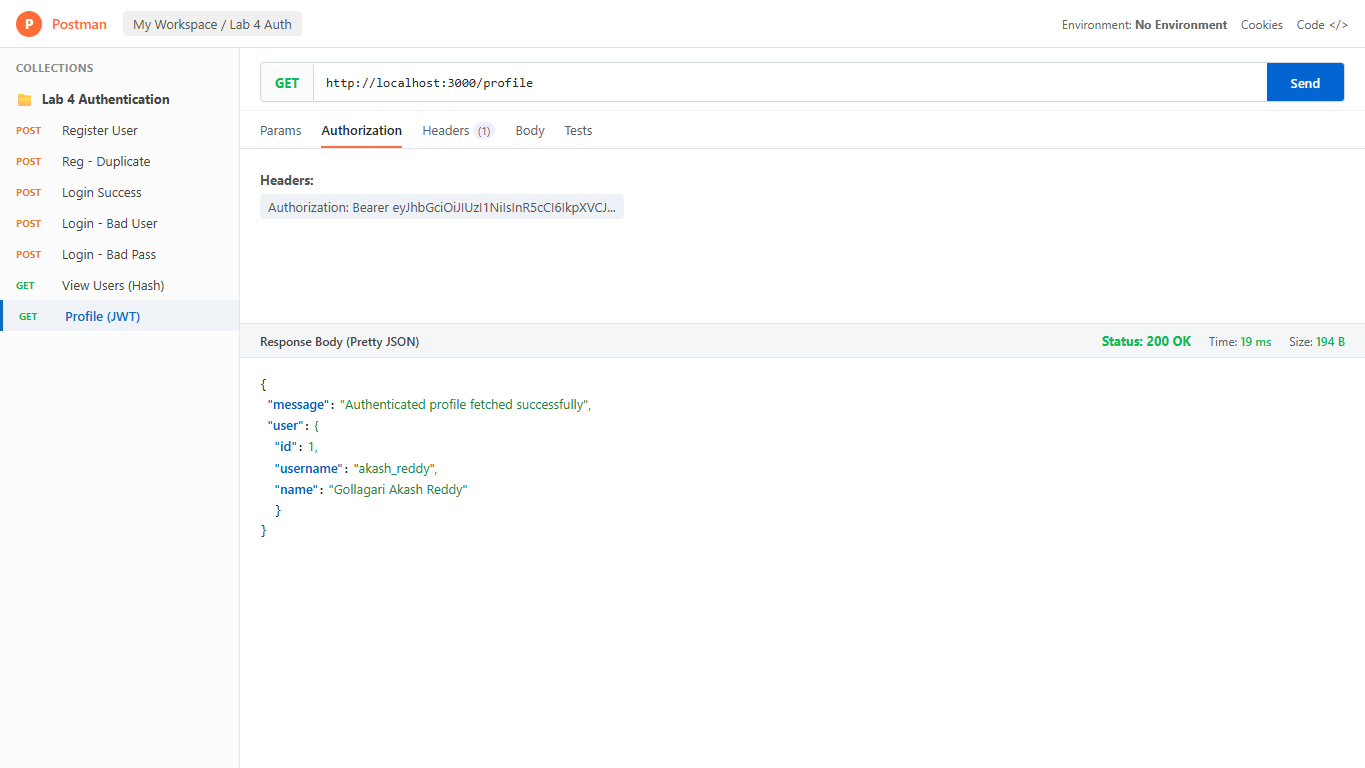 P Postman My Workspace / Lab 4 Auth Environment: No Environment Cookies Code </>
COLLECTIONS
Lab 4 Authentication
POST Register User
POST Reg - Duplicate
POST Login Success
POST Login - Bad User
POST Login - Bad Pass
GET View Users (Hash)
GET Profile (JWT)
GET http://localhost:3000/profile Send
Params Authorization Headers (1) Body Tests
Headers:
Authorization: Bearer eyJhbGciOiJIUzI1NiIsInR5cCI6IkpXVCJ...
Response Body (Pretty JSON) Status: 200 OK Time: 19 ms Size: 194 B
{
"message": "Authenticated profile fetched successfully",
"user": {
"id": 1,
"username": "akash_reddy",
"name": "Gollagari Akash Reddy"
}
}